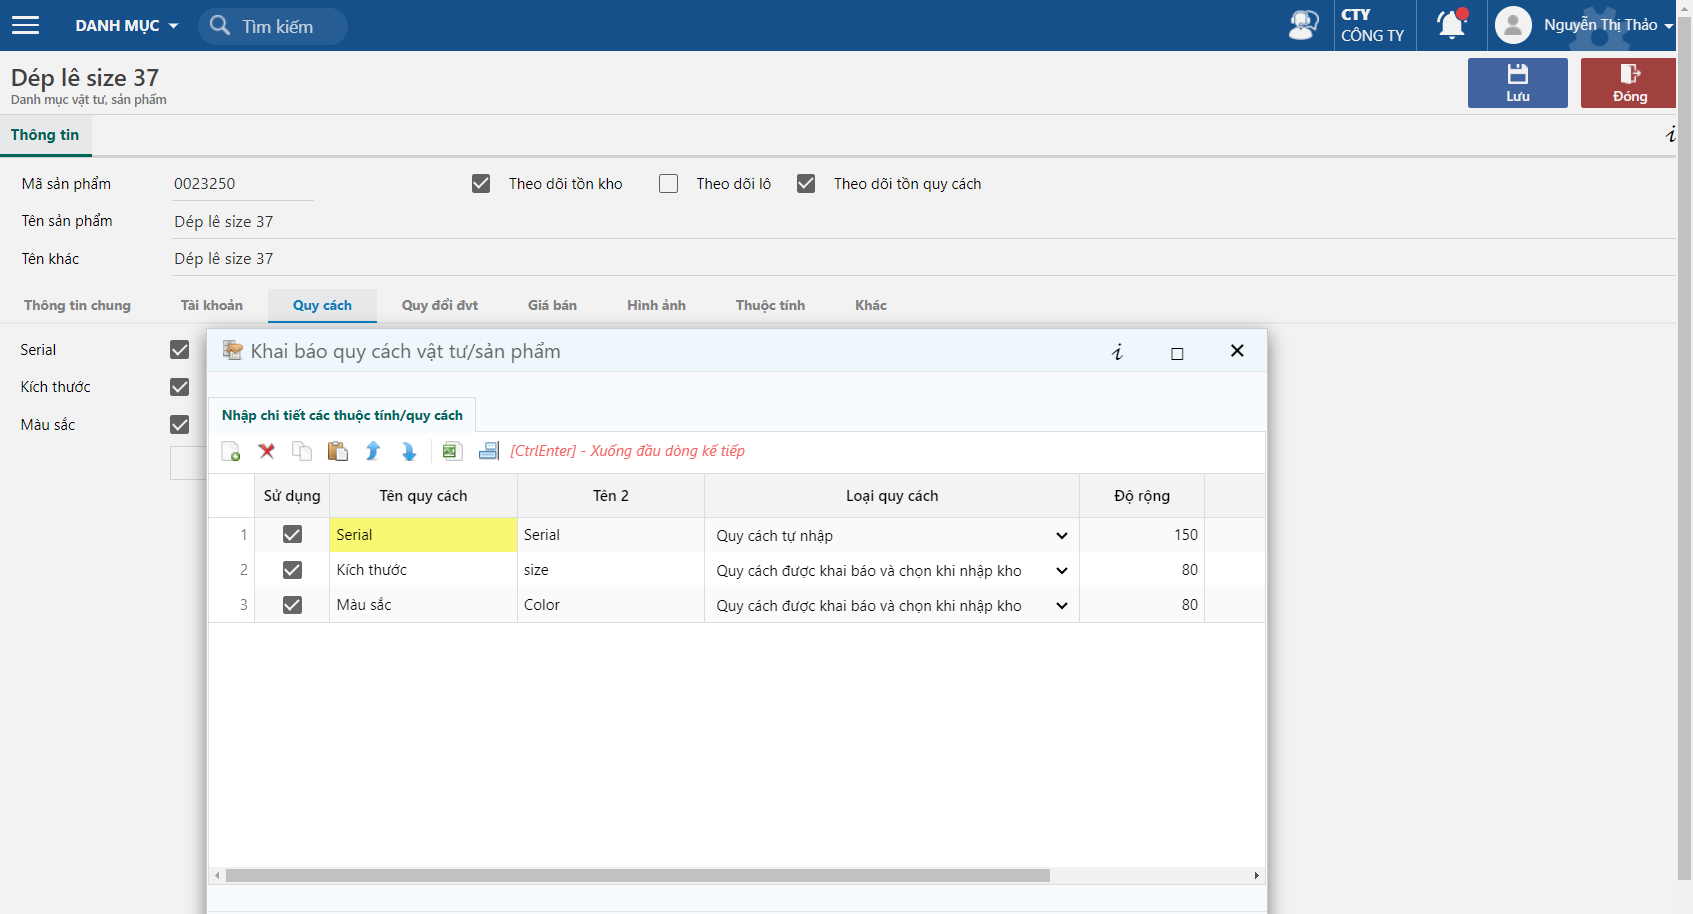 DANH MỤC
Tìm kiếm
CTY
CÔNG TY
Nguyễn Thị Thảo
Dép lê size 37
Danh mục vật tư, sản phẩm
Lưu
Đóng
Thông tin
i
Mã sản phẩm
0023250
Theo dõi tồn kho
Theo dõi lô
Theo dõi tồn quy cách
Tên sản phẩm
Dép lê size 37
Tên khác
Dép lê size 37
Thông tin chung
Tài khoản
Quy cách
Quy đổi đvt
Giá bán
Hình ảnh
Thuộc tính
Khác
Serial
Kích thước
Màu sắc
Khai báo quy cách vật tư/sản phẩm
i
Nhập chi tiết các thuộc tính/quy cách
[CtrlEnter] - Xuống đầu dòng kế tiếp
Sử dụng
Tên quy cách
Tên 2
Loại quy cách
Độ rộng
1
Serial
Serial
Quy cách tự nhập
150
2
Kích thước
size
Quy cách được khai báo và chọn khi nhập kho
80
3
Màu sắc
Color
Quy cách được khai báo và chọn khi nhập kho
80